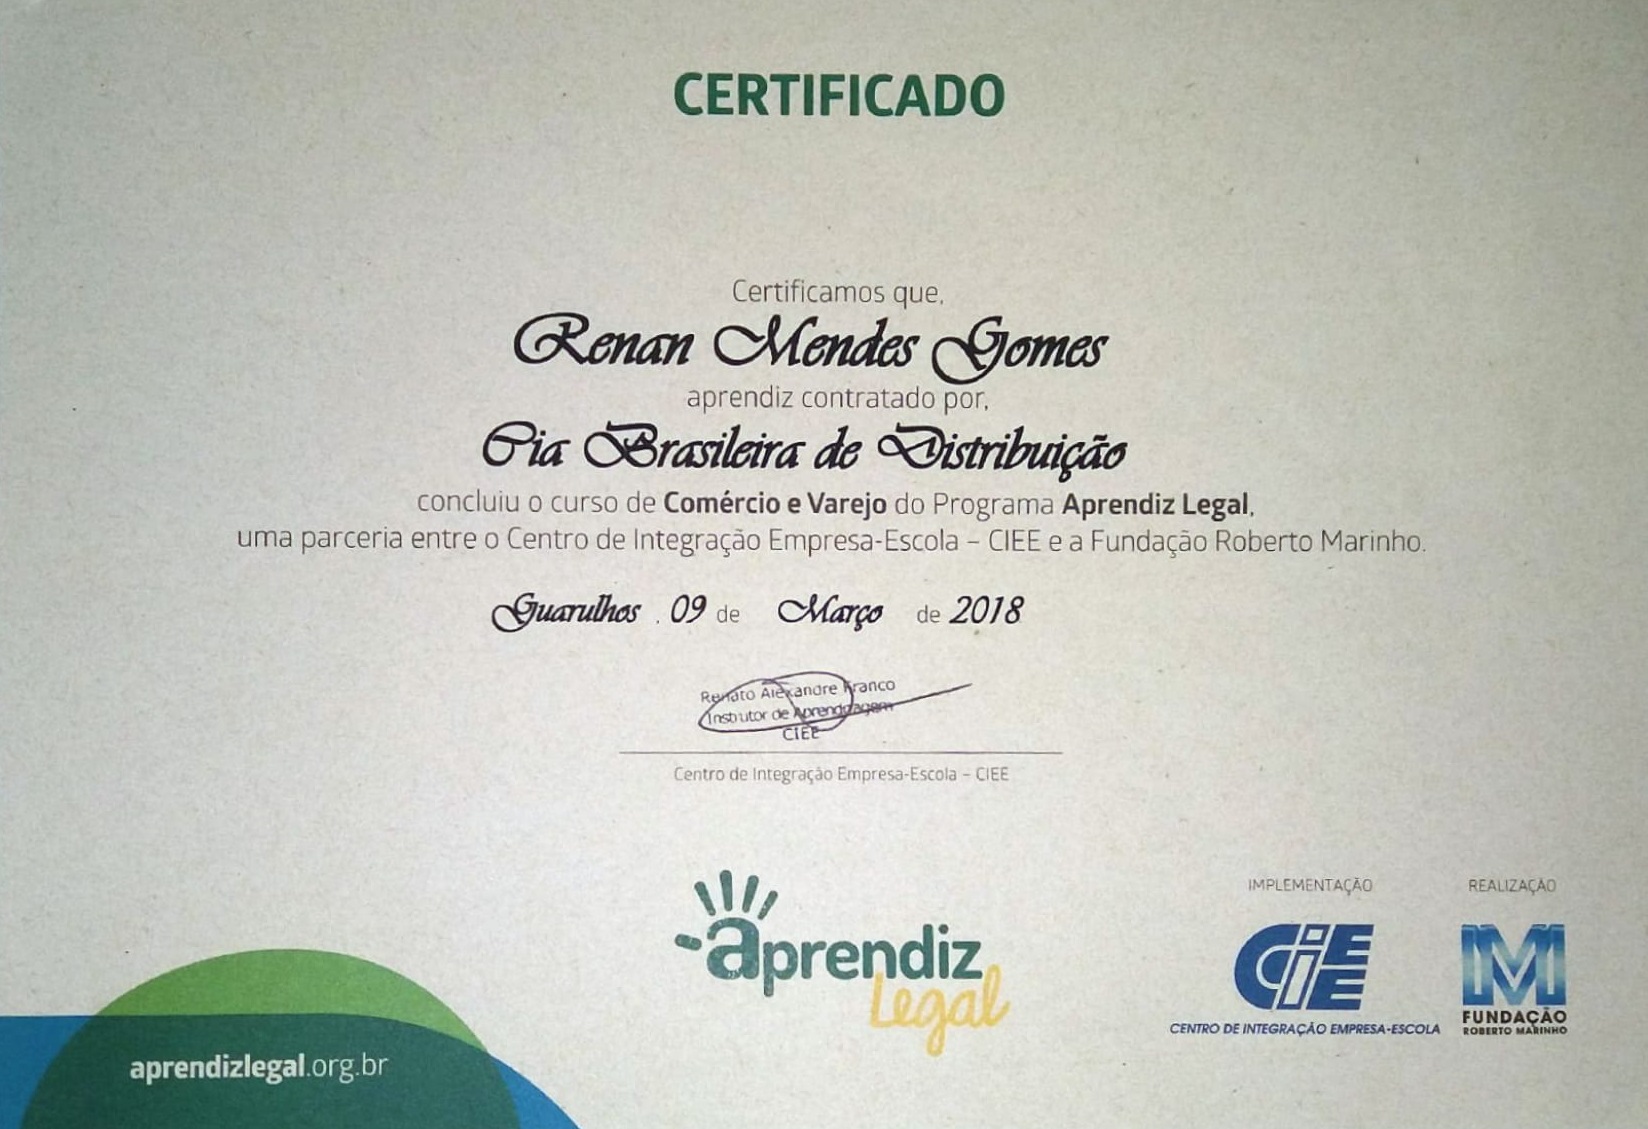 CERTIFICADO
Certificamos que,
Renan Mendes Gomes
aprendiz contratado por,
Cia Brasileira de Distribuição
concluiu o curso de Comércio e Varejo do Programa Aprendiz Legal,
uma parceria entre o Centro de Integração Empresa-Escola – CIEE e a Fundação Roberto Marinho.
Guarulhos , 09 de Março de 2018
Renato Alexandre Franco
Instrutor de Aprendizagem
CIEE
Centro de Integração Empresa-Escola – CIEE
aprendiz
Legal
IMPLEMENTAÇÃO
CIEE
CENTRO DE INTEGRAÇÃO EMPRESA-ESCOLA
REALIZAÇÃO
FUNDAÇÃO
ROBERTO MARINHO
aprendizlegal.org.br